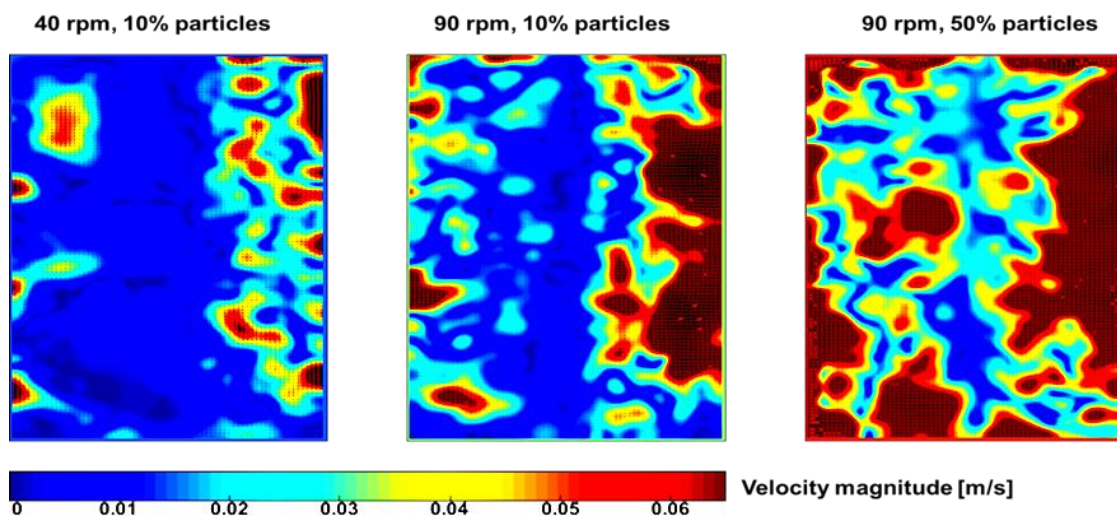 40 rpm, 10% particles
90 rpm, 10% particles
90 rpm, 50% particles
0 0.01 0.02 0.03 0.04 0.05 0.06
Velocity magnitude [m/s]